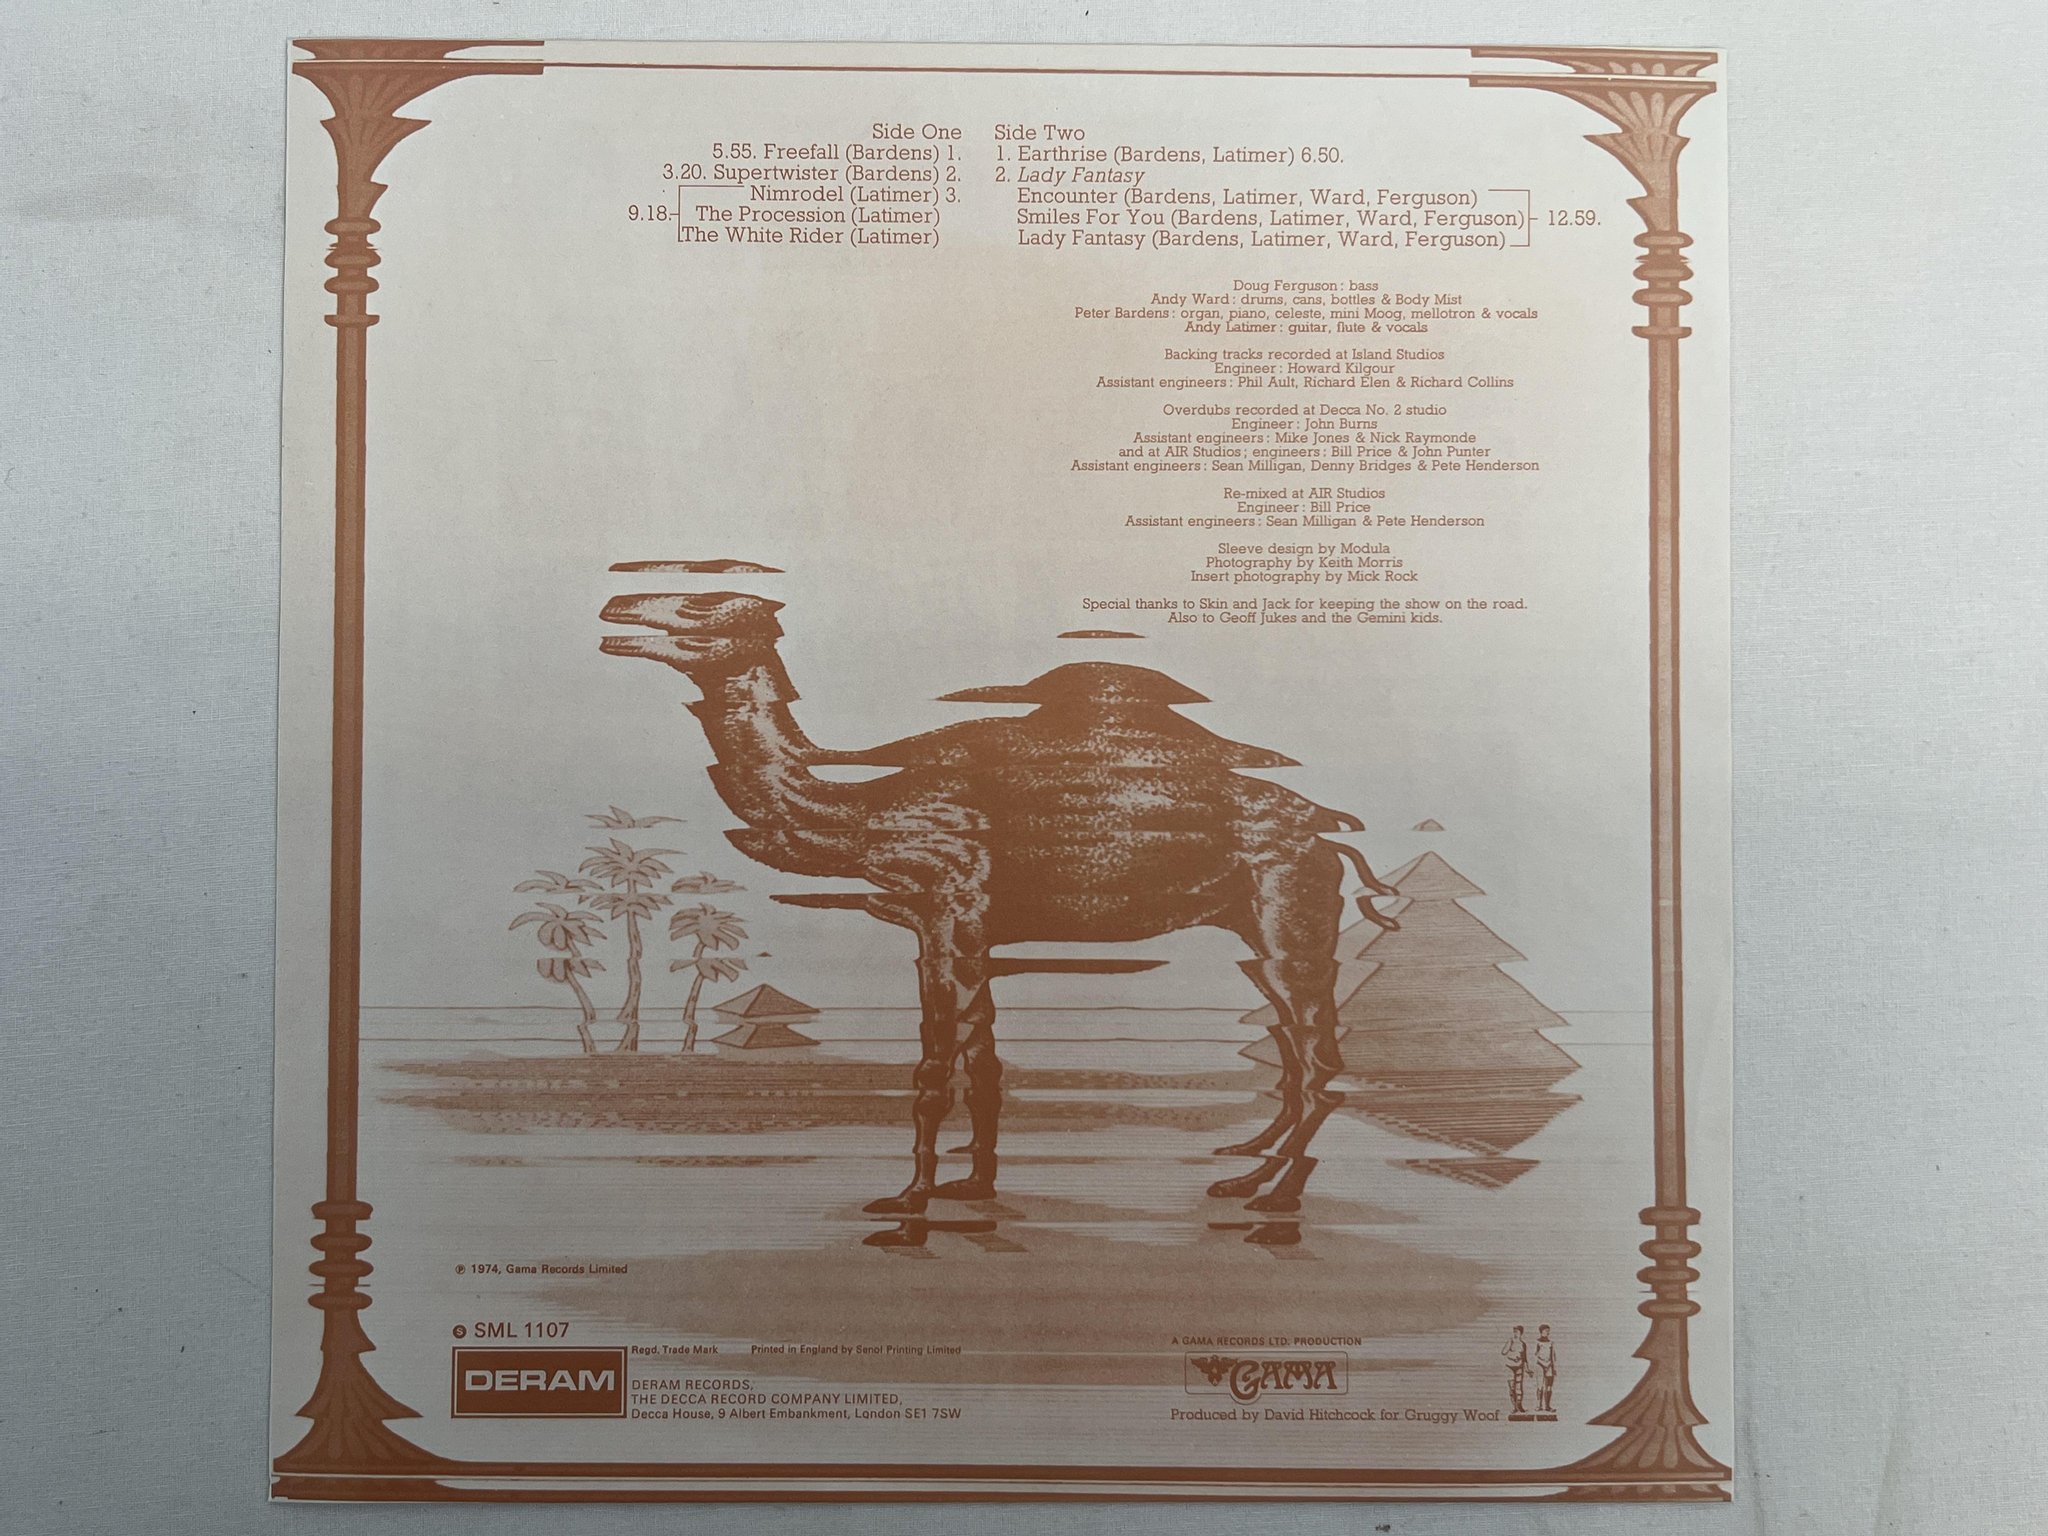 Side One
5.55. Freefall (Bardens) 1.
3.20. Supertwister (Bardens) 2.
Nimrodel (Latimer) 3.
9.18. The Procession (Latimer)
The White Rider (Latimer)
Side Two
1. Earthrise (Bardens, Latimer) 6.50.
2. Lady Fantasy
Encounter (Bardens, Latimer, Ward, Ferguson)
Smiles For You (Bardens, Latimer, Ward, Ferguson) 12.59.
Lady Fantasy (Bardens, Latimer, Ward, Ferguson)
Doug Ferguson: bass
Andy Ward: drums, cans, bottles & Body Mist
Peter Bardens: organ, piano, celeste, mini Moog, mellotron & vocals
Andy Latimer: guitar, flute & vocals
Backing tracks recorded at Island Studios
Engineer: Howard Kilgour
Assistant engineers: Phil Ault, Richard Elen & Richard Collins
Overdubs recorded at Decca No. 2 studio
Engineer: John Burns
Assistant engineers: Mike Jones & Nick Raymonde
and at AIR Studios; engineers: Bill Price & John Punter
Assistant engineers: Sean Milligan, Denny Bridges & Pete Henderson
Re-mixed at AIR Studios
Engineer: Bill Price
Assistant engineers: Sean Milligan & Pete Henderson
Sleeve design by Modula
Photography by Keith Morris
Insert photography by Mick Rock
Special thanks to Skin and Jack for keeping the show on the road.
Also to Geoff Jukes and the Gemini kids.
℗ 1974, Gama Records Limited
S SML 1107
DERAM
Regd. Trade Mark
Printed in England by Senol Printing Limited
DERAM RECORDS,
THE DECCA RECORD COMPANY LIMITED,
Decca House, 9 Albert Embankment, London SE1 7SW
A GAMA RECORDS LTD. PRODUCTION
GAMA
Produced by David Hitchcock for Gruggy Woof